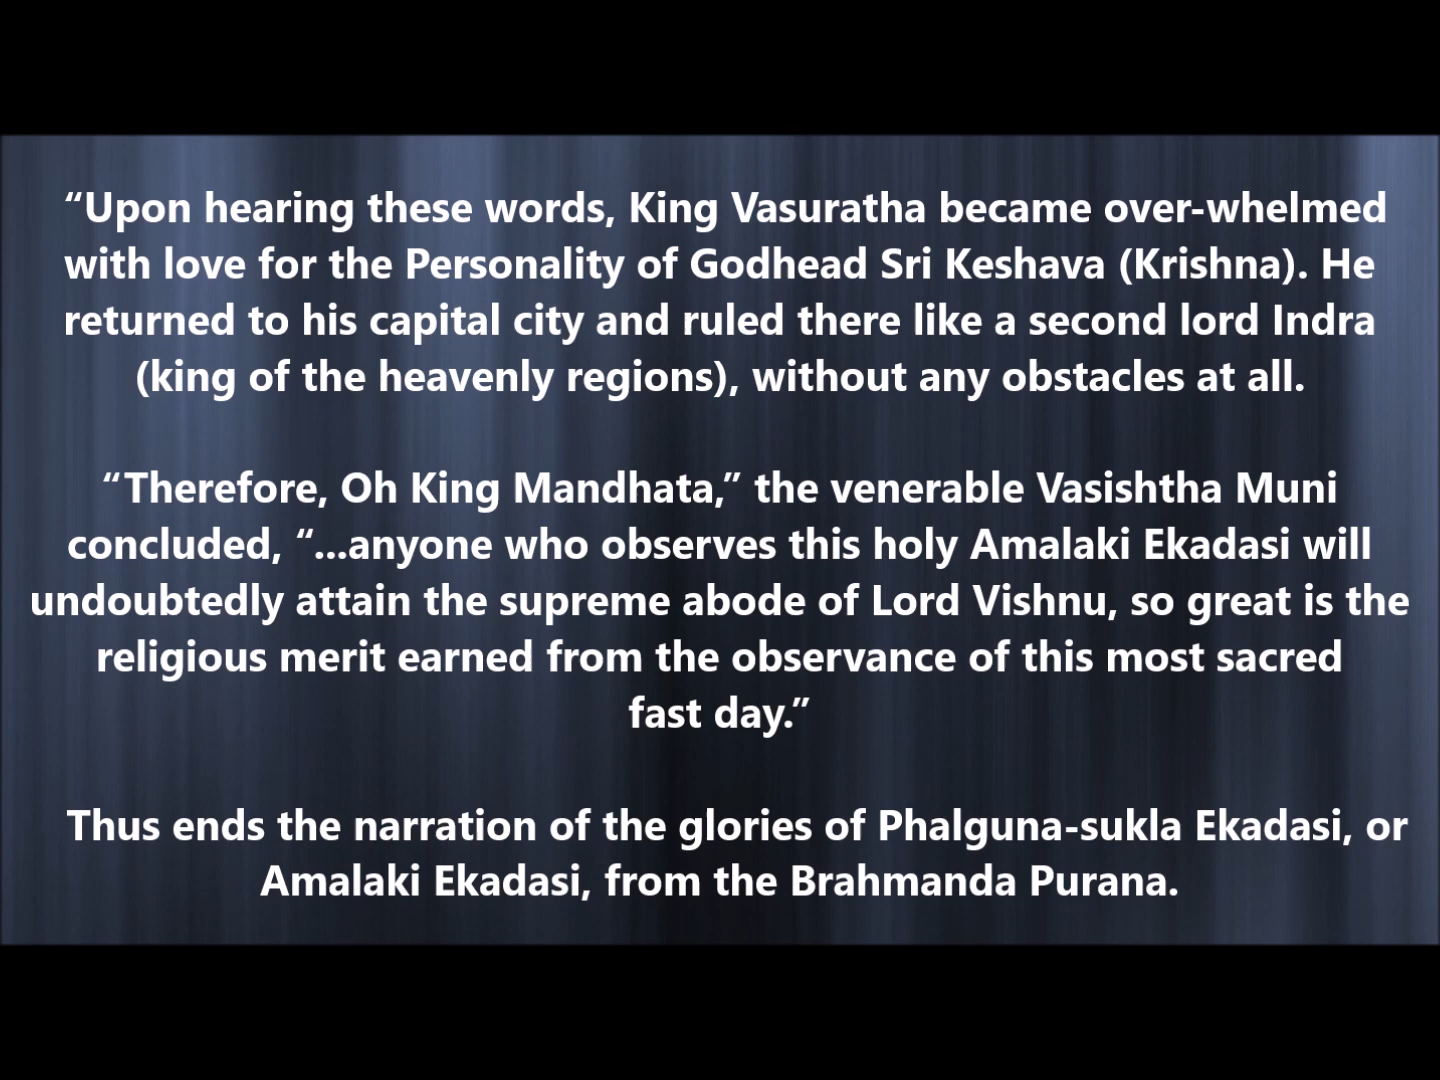 “Upon hearing these words, King Vasuratha became over-whelmed
with love for the Personality of Godhead Sri Keshava (Krishna). He
returned to his capital city and ruled there like a second lord Indra
(king of the heavenly regions), without any obstacles at all.
“Therefore, Oh King Mandhata,” the venerable Vasishtha Muni
concluded, “...anyone who observes this holy Amalaki Ekadasi will
undoubtedly attain the supreme abode of Lord Vishnu, so great is the
religious merit earned from the observance of this most sacred
fast day.”
Thus ends the narration of the glories of Phalguna-sukla Ekadasi, or
Amalaki Ekadasi, from the Brahmanda Purana.